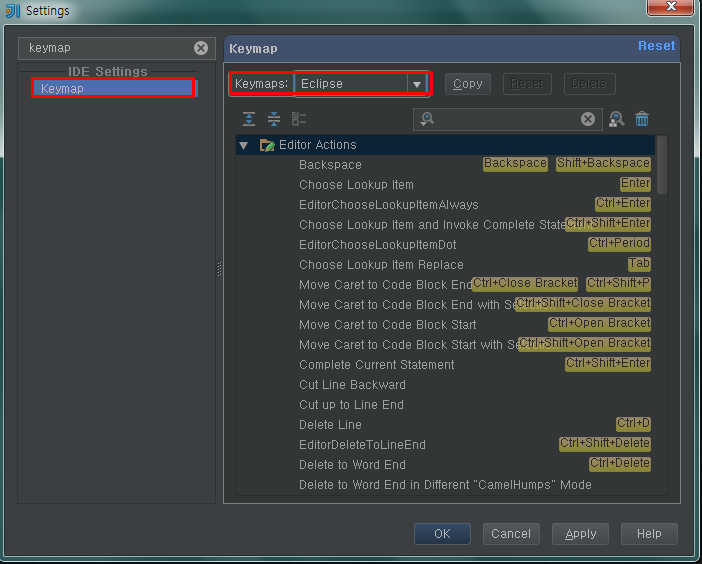 Settings
keymap
IDE Settings
Keymap
Keymap
Reset
Keymaps: Eclipse
Copy
Reset
Delete
Editor Actions
Backspace Backspace Shift+Backspace
Choose Lookup Item Enter
EditorChooseLookupItemAlways Ctrl+Enter
Choose Lookup Item and Invoke Complete State Ctrl+Shift+Enter
EditorChooseLookupItemDot Ctrl+Period
Choose Lookup Item Replace Tab
Move Caret to Code Block End Ctrl+Close Bracket Ctrl+Shift+P
Move Caret to Code Block End with Se Ctrl+Shift+Close Bracket
Move Caret to Code Block Start Ctrl+Open Bracket
Move Caret to Code Block Start with Se Ctrl+Shift+Open Bracket
Complete Current Statement Ctrl+Shift+Enter
Cut Line Backward
Cut up to Line End
Delete Line Ctrl+D
EditorDeleteToLineEnd Ctrl+Shift+Delete
Delete to Word End Ctrl+Delete
Delete to Word End in Different "CamelHumps" Mode
OK
Cancel
Apply
Help